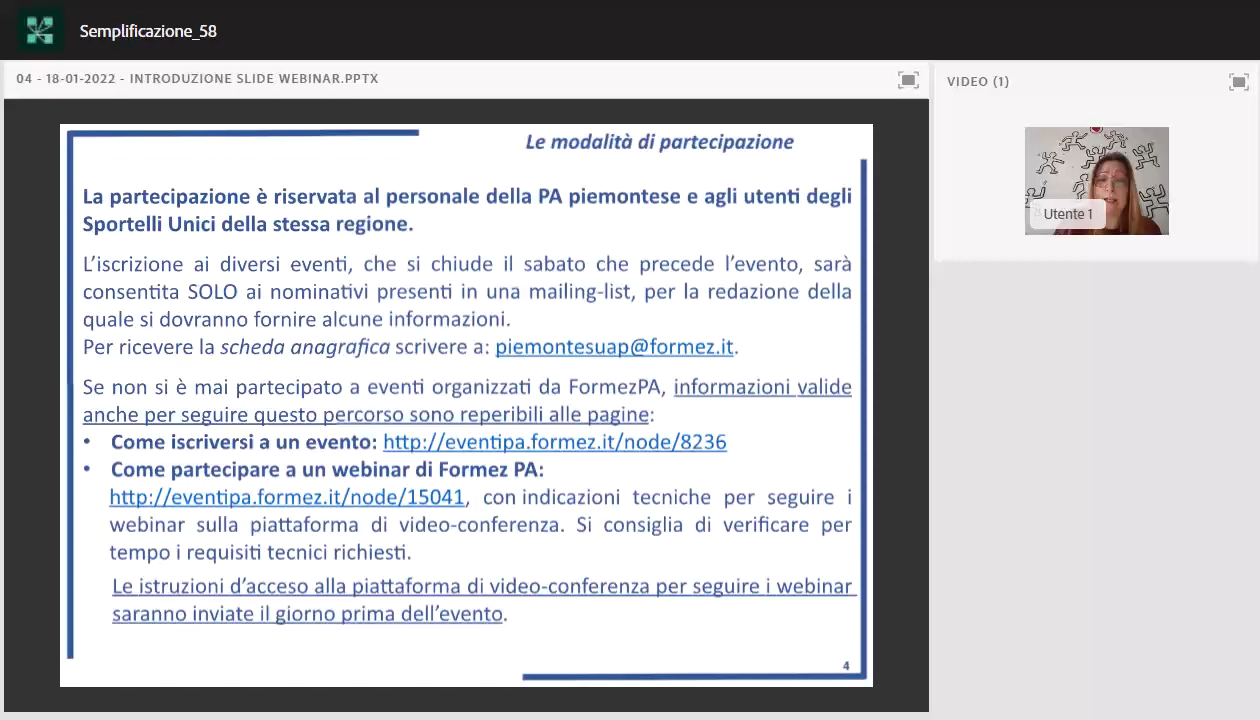 Semplificazione_58
04 - 18-01-2022 - INTRODUZIONE SLIDE WEBINAR.PPTX
VIDEO (1)
Le modalità di partecipazione
La partecipazione è riservata al personale della PA piemontese e agli utenti degli
Sportelli Unici della stessa regione.
L’iscrizione ai diversi eventi, che si chiude il sabato che precede l’evento, sarà
consentita SOLO ai nominativi presenti in una mailing-list, per la redazione della
quale si dovranno fornire alcune informazioni.
Per ricevere la scheda anagrafica scrivere a: piemontesuap@formez.it.
Se non si è mai partecipato a eventi organizzati da FormezPA, informazioni valide
anche per seguire questo percorso sono reperibili alle pagine:
• Come iscriversi a un evento: http://eventipa.formez.it/node/8236
• Come partecipare a un webinar di Formez PA:
http://eventipa.formez.it/node/15041, con indicazioni tecniche per seguire i
webinar sulla piattaforma di video-conferenza. Si consiglia di verificare per
tempo i requisiti tecnici richiesti.
Le istruzioni d’acceso alla piattaforma di video-conferenza per seguire i webinar
saranno inviate il giorno prima dell’evento.
4
Utente 1